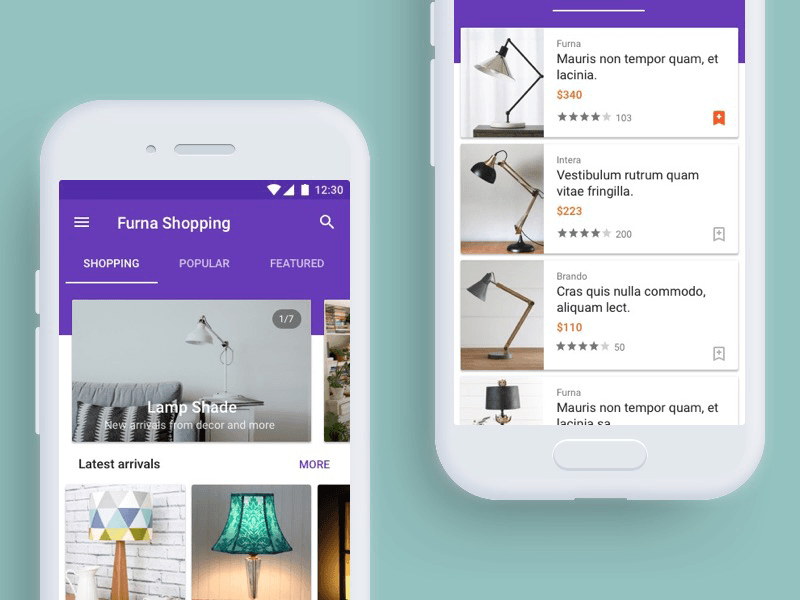 12:30
Furna Shopping
SHOPPING POPULAR FEATURED
1/7
Lamp Shade
New arrivals from decor and more
Latest arrivals MORE
Furna
Mauris non tempor quam, et
lacinia.
$340
103
Intera
Vestibulum rutrum quam
vitae fringilla.
$223
200
Brando
Cras quis nulla commodo,
aliquam lect.
$110
50
Furna
Mauris non tempor quam, et
lacinia sa